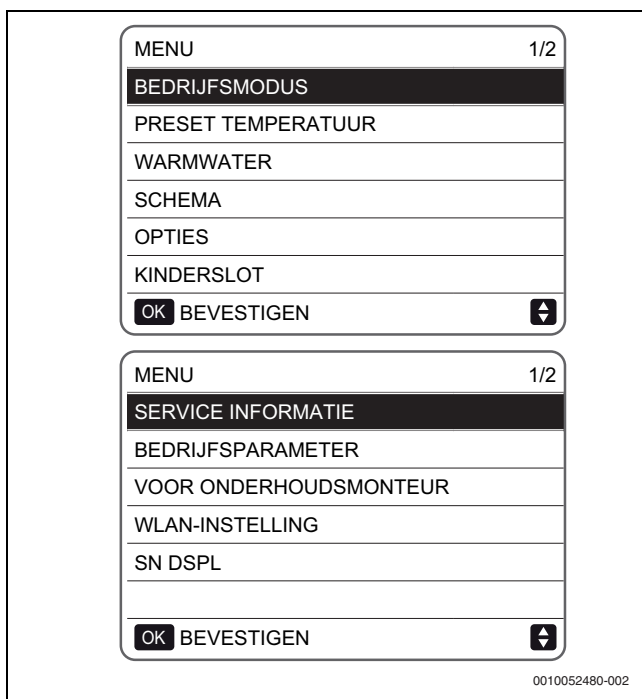 MENU 1/2
BEDRIJFSMODUS
PRESET TEMPERATUUR
WARMWATER
SCHEMA
OPTIES
KINDERSLOT
OK BEVESTIGEN
MENU 1/2
SERVICE INFORMATIE
BEDRIJFSPARAMETER
VOOR ONDERHOUDSMONTEUR
WLAN-INSTELLING
SN DSPL
OK BEVESTIGEN
0010052480-002